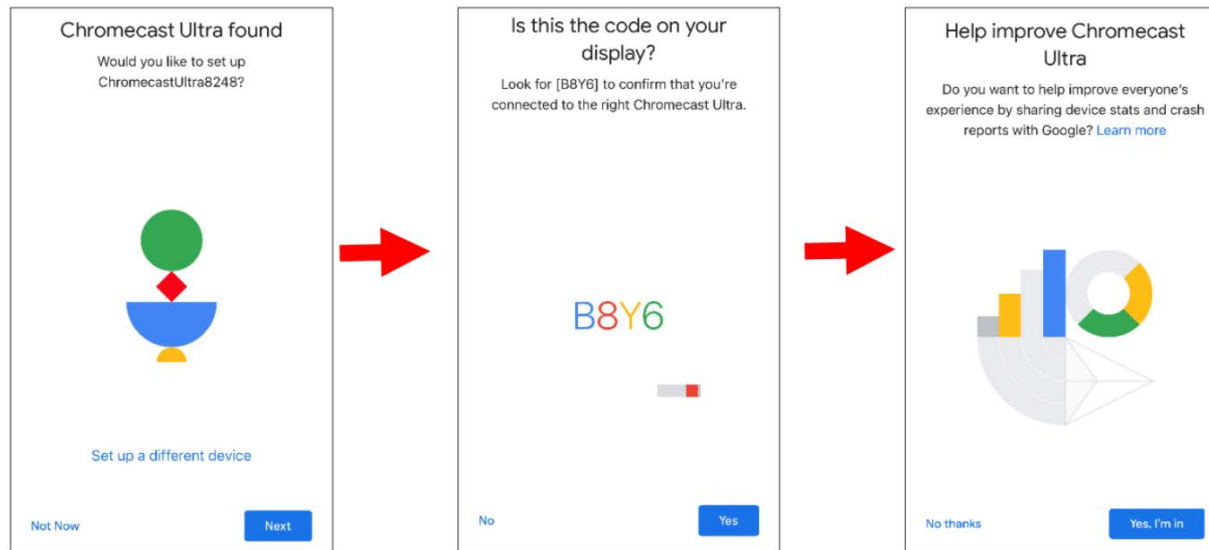 Chromecast Ultra found
Would you like to set up
ChromecastUltra8248?
Set up a different device
Not Now
Next
Is this the code on your
display?
Look for [B8Y6] to confirm that you're
connected to the right Chromecast Ultra.
B8Y6
No
Yes
Help improve Chromecast
Ultra
Do you want to help improve everyone's
experience by sharing device stats and crash
reports with Google? Learn more
No thanks
Yes, I'm in